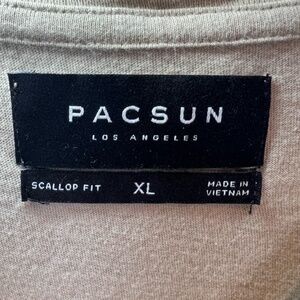 PACSUN
LOS ANGELES
SCALLOP FIT XL MADE IN
VIETNAM